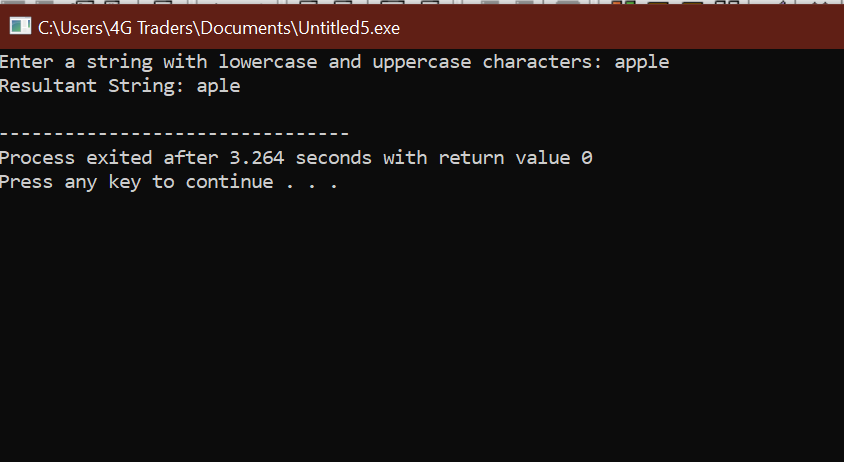 C:\Users\4G Traders\Documents\Untitled5.exe
Enter a string with lowercase and uppercase characters: apple
Resultant String: aple
--------------------------------
Process exited after 3.264 seconds with return value 0
Press any key to continue . . .